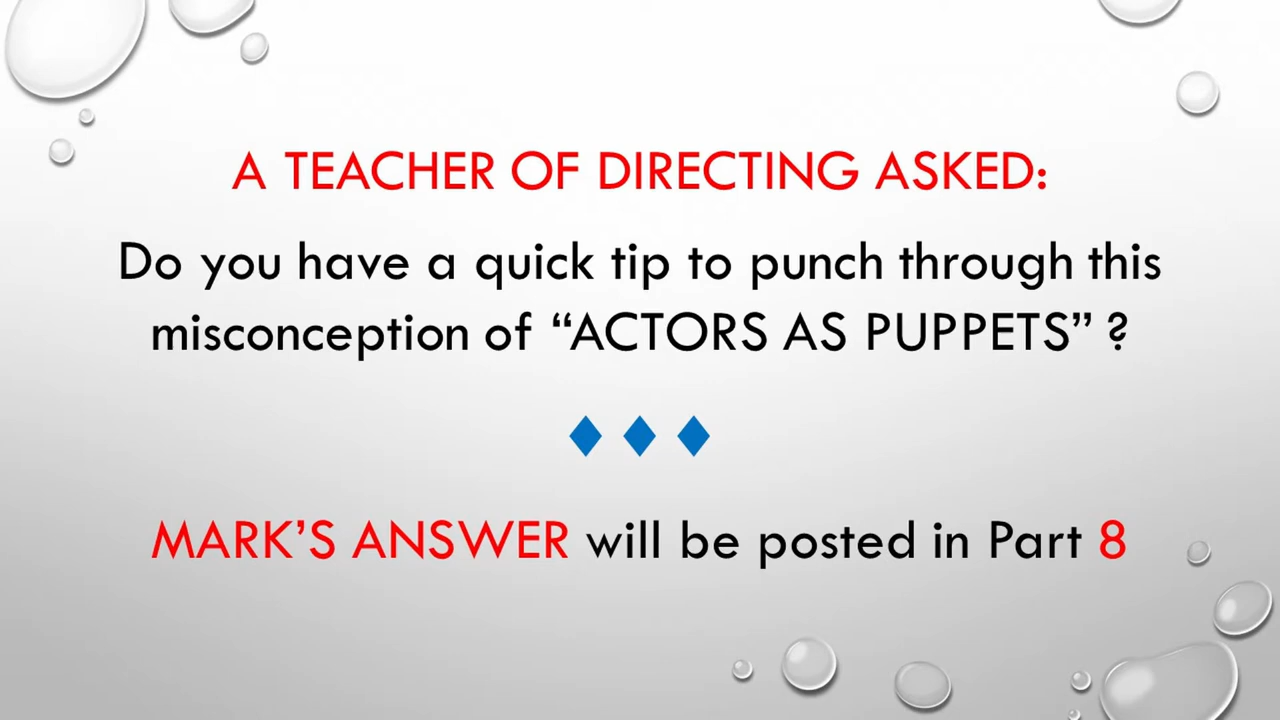 A TEACHER OF DIRECTING ASKED:
Do you have a quick tip to punch through this
misconception of “ACTORS AS PUPPETS” ?
♦ ♦ ♦
MARK’S ANSWER will be posted in Part 8